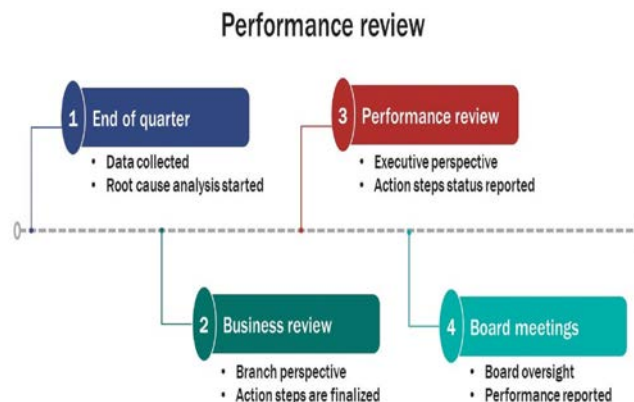 Performance review
1 End of quarter
• Data collected
• Root cause analysis started
3 Performance review
• Executive perspective
• Action steps status reported
2 Business review
• Branch perspective
• Action steps are finalized
4 Board meetings
• Board oversight
• Performance reported